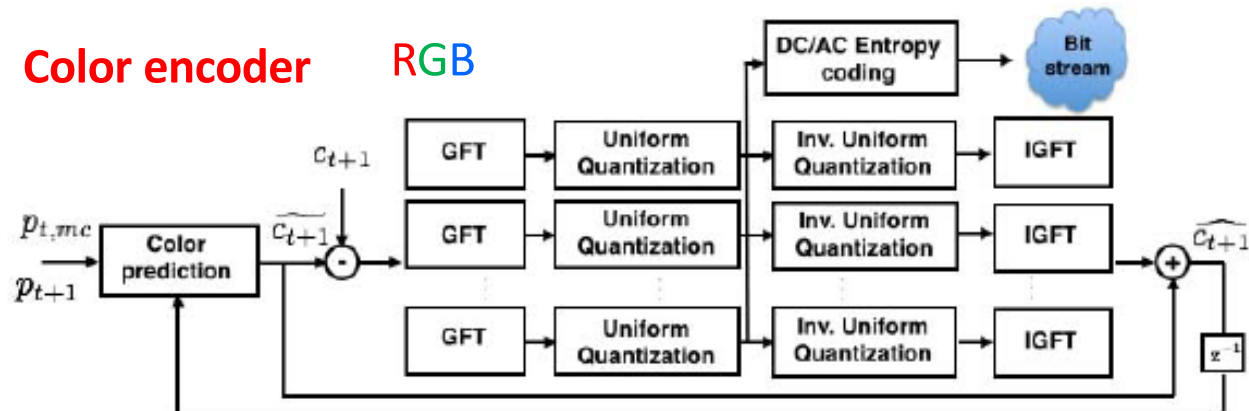 Color encoder RGB
DC/AC Entropy
coding
Bit
stream
c_{t+1}
GFT
Uniform
Quantization
Inv. Uniform
Quantization
IGFT
p_{t,mc}
p_{t+1}
Color
prediction
\widetilde{c_{t+1}}
-
GFT
Uniform
Quantization
Inv. Uniform
Quantization
IGFT
+
\widehat{c_{t+1}}
GFT
Uniform
Quantization
Inv. Uniform
Quantization
IGFT
z^{-1}